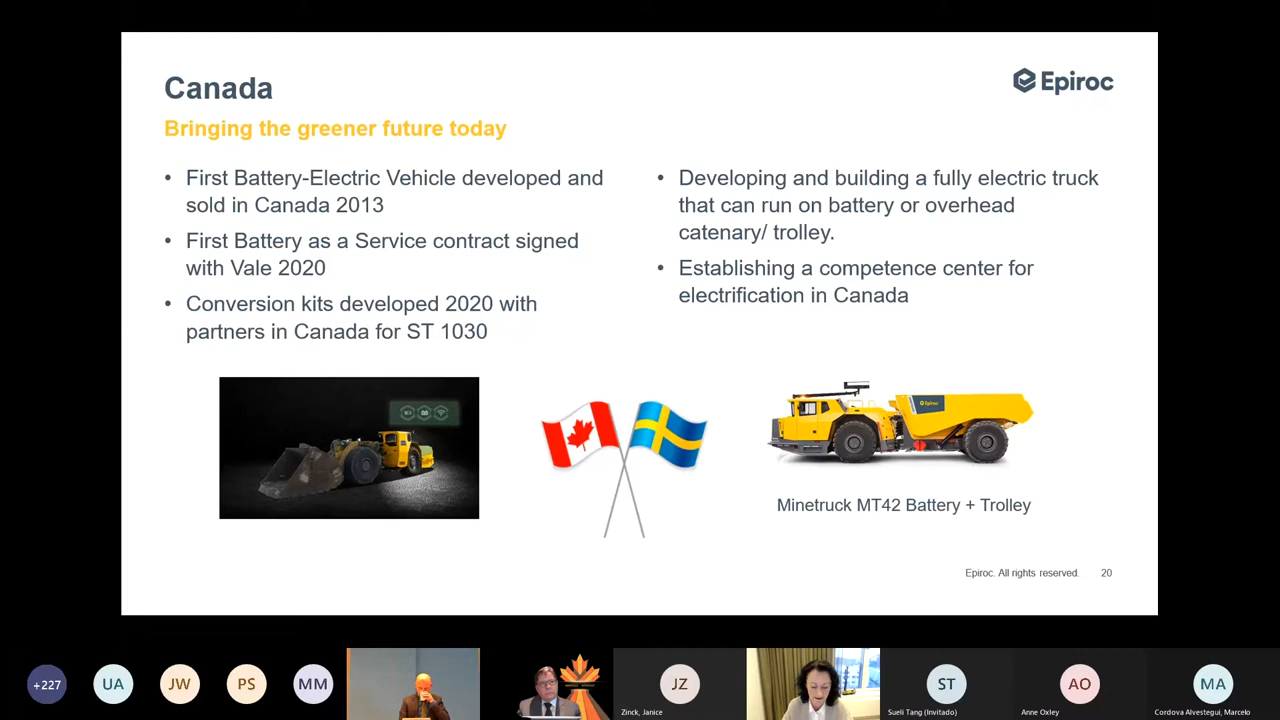 Canada
Epiroc
Bringing the greener future today
• First Battery-Electric Vehicle developed and
sold in Canada 2013
• First Battery as a Service contract signed
with Vale 2020
• Conversion kits developed 2020 with
partners in Canada for ST 1030
• Developing and building a fully electric truck
that can run on battery or overhead
catenary/ trolley.
• Establishing a competence center for
electrification in Canada
Epiroc
Minetruck MT42 Battery + Trolley
Epiroc. All rights reserved. 20
+227
UA
JW
PS
MM
JZ
Zinck, Janice
ST
Sueli Tang (Invitado)
AO
Anne Oxley
MA
Cordova Alvestegui, Marcelo